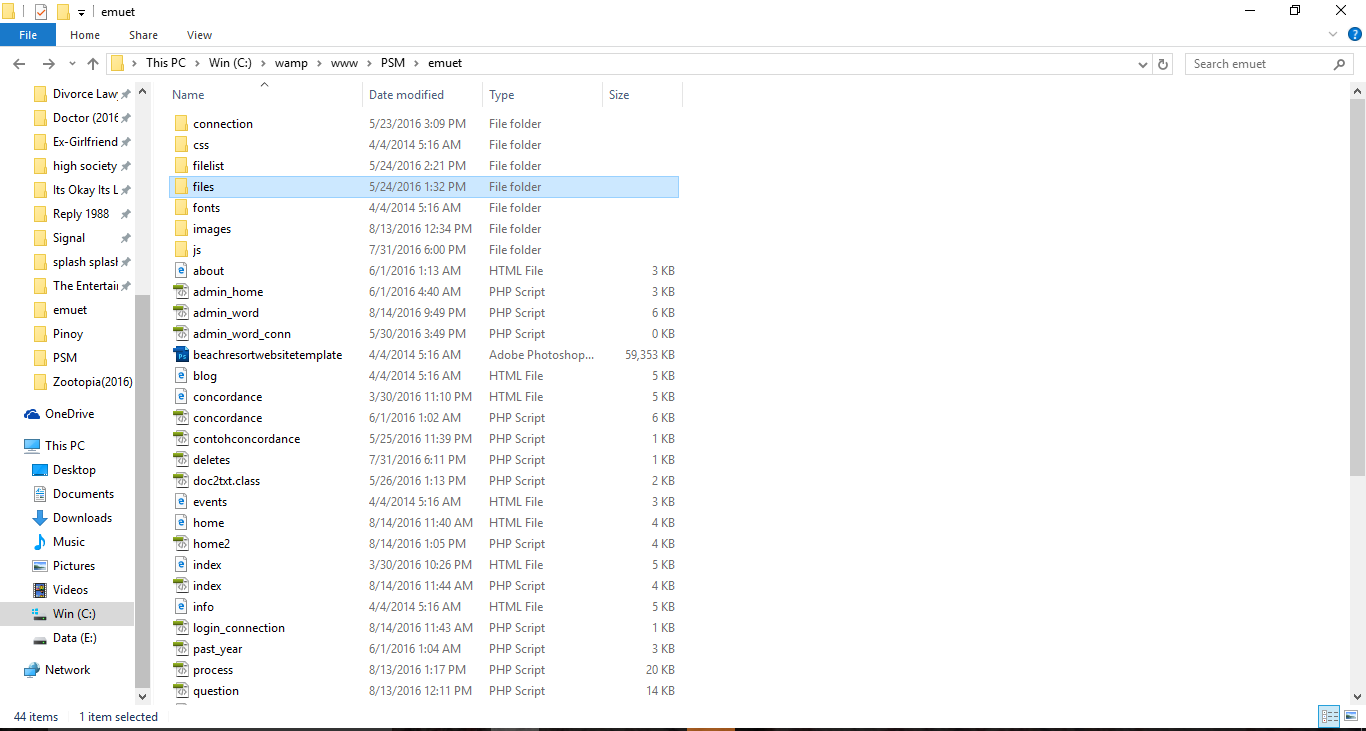 emuet
File Home Share View
This PC Win (C:) wamp www PSM emuet Search emuet
Divorce Law
Doctor (2016
Ex-Girlfriend
high society
Its Okay Its L
Reply 1988
Signal
splash splash
The Entertain
emuet
Pinoy
PSM
Zootopia(2016)
OneDrive
This PC
Desktop
Documents
Downloads
Music
Pictures
Videos
Win (C:)
Data (E:)
Network
Name Date modified Type Size
connection 5/23/2016 3:09 PM File folder
css 4/4/2014 5:16 AM File folder
filelist 5/24/2016 2:21 PM File folder
files 5/24/2016 1:32 PM File folder
fonts 4/4/2014 5:16 AM File folder
images 8/13/2016 12:34 PM File folder
js 7/31/2016 6:00 PM File folder
about 6/1/2016 1:13 AM HTML File 3 KB
admin_home 6/1/2016 4:40 AM PHP Script 3 KB
admin_word 8/14/2016 9:49 PM PHP Script 6 KB
admin_word_conn 5/30/2016 3:49 PM PHP Script 0 KB
beachresortwebsitetemplate 4/4/2014 5:16 AM Adobe Photoshop... 59,353 KB
blog 4/4/2014 5:16 AM HTML File 5 KB
concordance 3/30/2016 11:10 PM HTML File 5 KB
concordance 6/1/2016 1:02 AM PHP Script 6 KB
contohconcordance 5/25/2016 11:39 PM PHP Script 1 KB
deletes 7/31/2016 6:11 PM PHP Script 1 KB
doc2txt.class 5/26/2016 1:13 PM PHP Script 2 KB
events 4/4/2014 5:16 AM HTML File 3 KB
home 8/14/2016 11:40 AM HTML File 4 KB
home2 8/14/2016 1:05 PM PHP Script 4 KB
index 3/30/2016 10:26 PM HTML File 5 KB
index 8/14/2016 11:44 AM PHP Script 4 KB
info 4/4/2014 5:16 AM HTML File 5 KB
login_connection 8/14/2016 11:43 AM PHP Script 1 KB
past_year 6/1/2016 1:04 AM PHP Script 3 KB
process 8/13/2016 1:17 PM PHP Script 20 KB
question 8/13/2016 12:11 PM PHP Script 14 KB
44 items 1 item selected